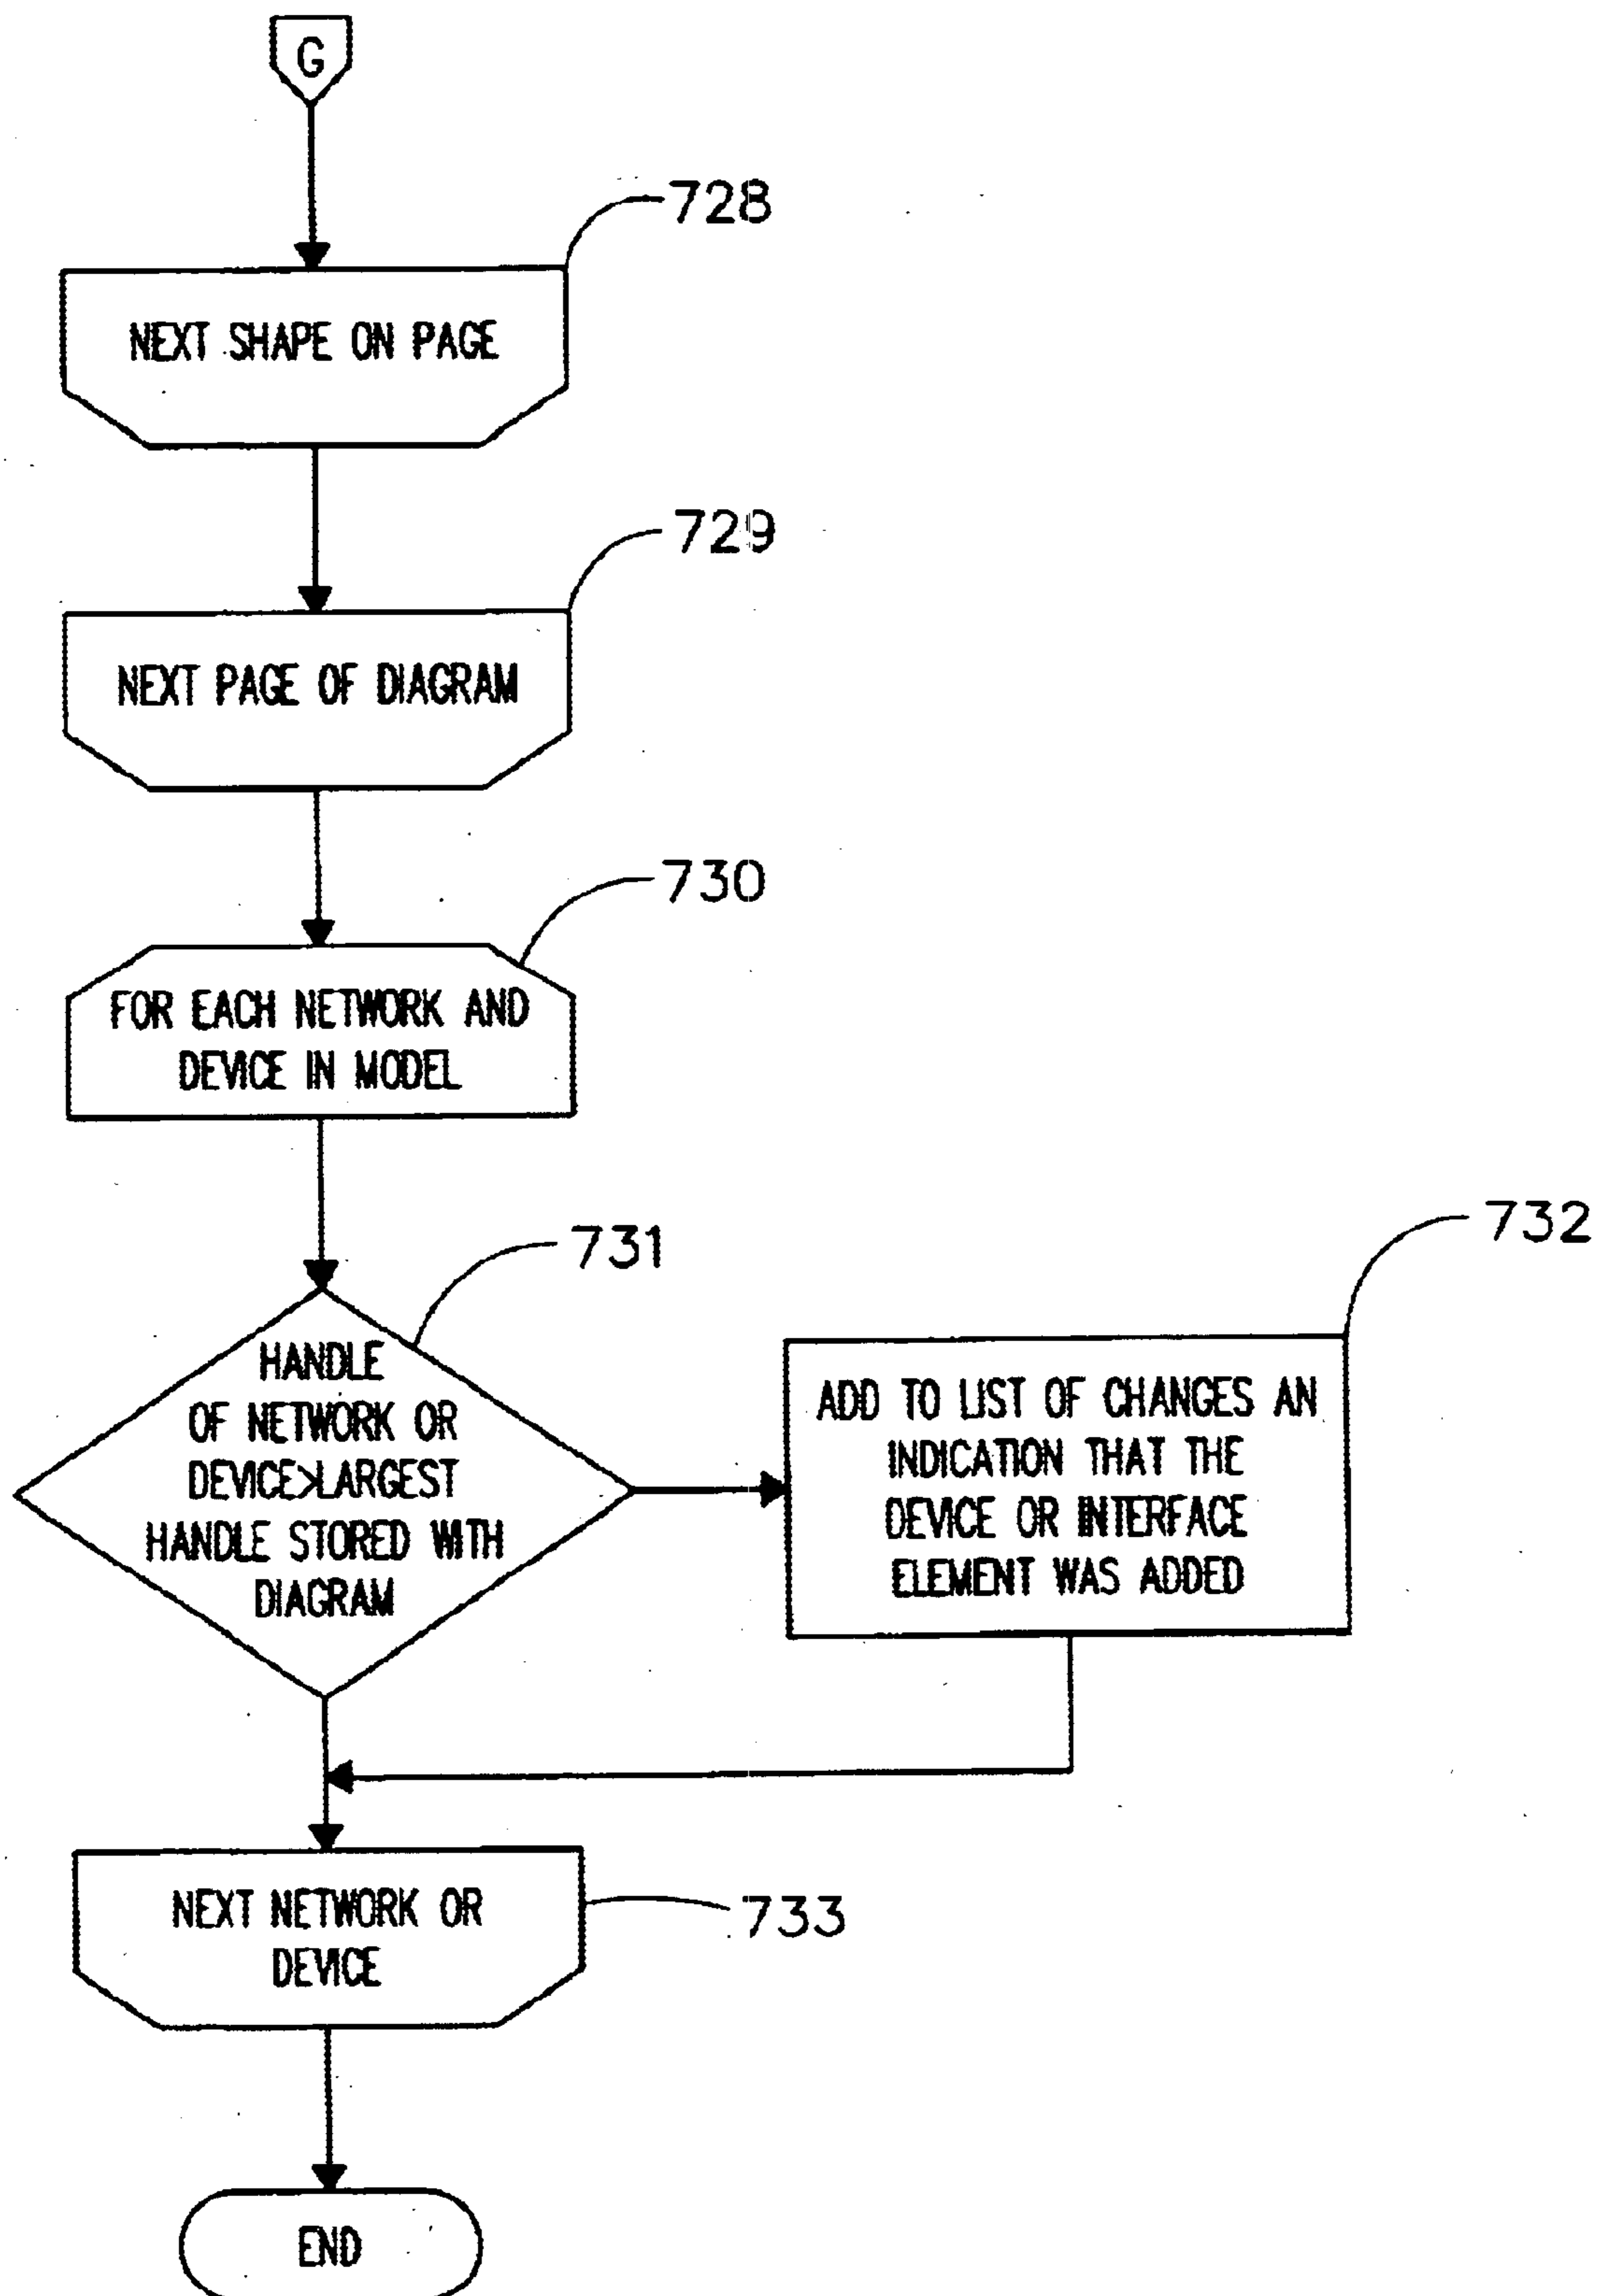 G
728
NEXT SHAPE ON PAGE
729
NEXT PAGE OF DIAGRAM
730
FOR EACH NETWORK AND
DEVICE IN MODEL
731
HANDLE
OF NETWORK OR
DEVICE>LARGEST
HANDLE STORED WITH
DIAGRAM
732
ADD TO LIST OF CHANGES AN
INDICATION THAT THE
DEVICE OR INTERFACE
ELEMENT WAS ADDED
NEXT NETWORK OR
DEVICE
733
END